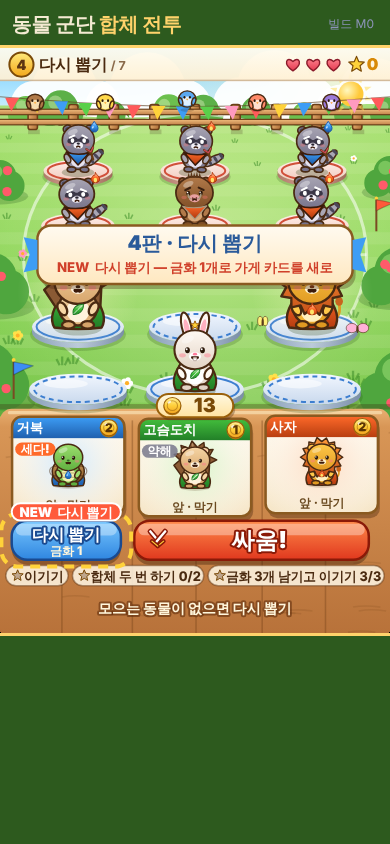 동물 군단 합체 전투
빌드 M0
4 다시 뽑기 / 7
0
4판 · 다시 뽑기
NEW 다시 뽑기 — 금화 1개로 가게 카드를 새로
13
거북 2
고슴도치 1
사자 2
세다!
약해
앞 · 막기
앞 · 막기
NEW 다시 뽑기
다시 뽑기
금화 1
싸움!
이기기
합체 두 번 하기 0/2
금화 3개 남기고 이기기 3/3
모으는 동물이 없으면 다시 뽑기